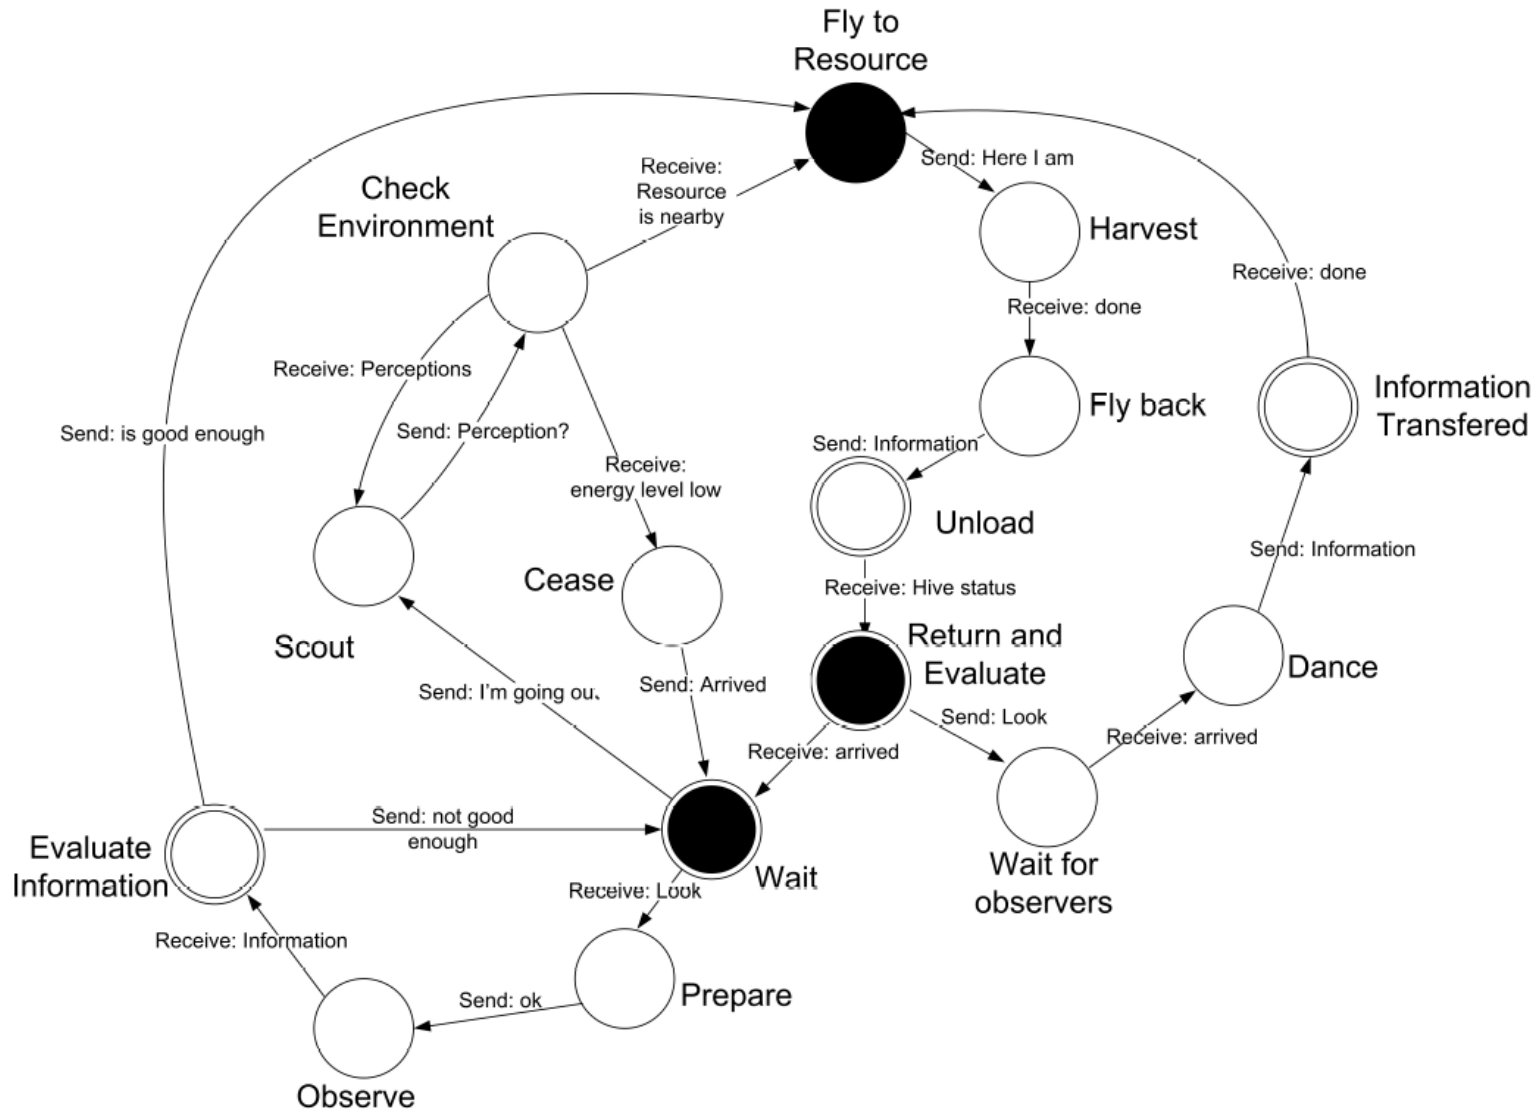 Fly to
Resource
Send: Here I am
Receive:
Resource
is nearby
Check
Environment
Harvest
Receive: done
Receive: done
Receive: Perceptions
Information
Transfered
Fly back
Send: is good enough
Send: Perception?
Send: Information
Receive:
energy level low
Unload
Send: Information
Cease
Receive: Hive status
Return and
Evaluate
Scout
Dance
Send: I'm going ou.
Send: Arrived
Send: Look
Receive: arrived
Receive: arrived
Send: not good
enough
Evaluate
Information
Wait
Wait for
observers
Receive: Look
Receive: Information
Prepare
Send: ok
Observe